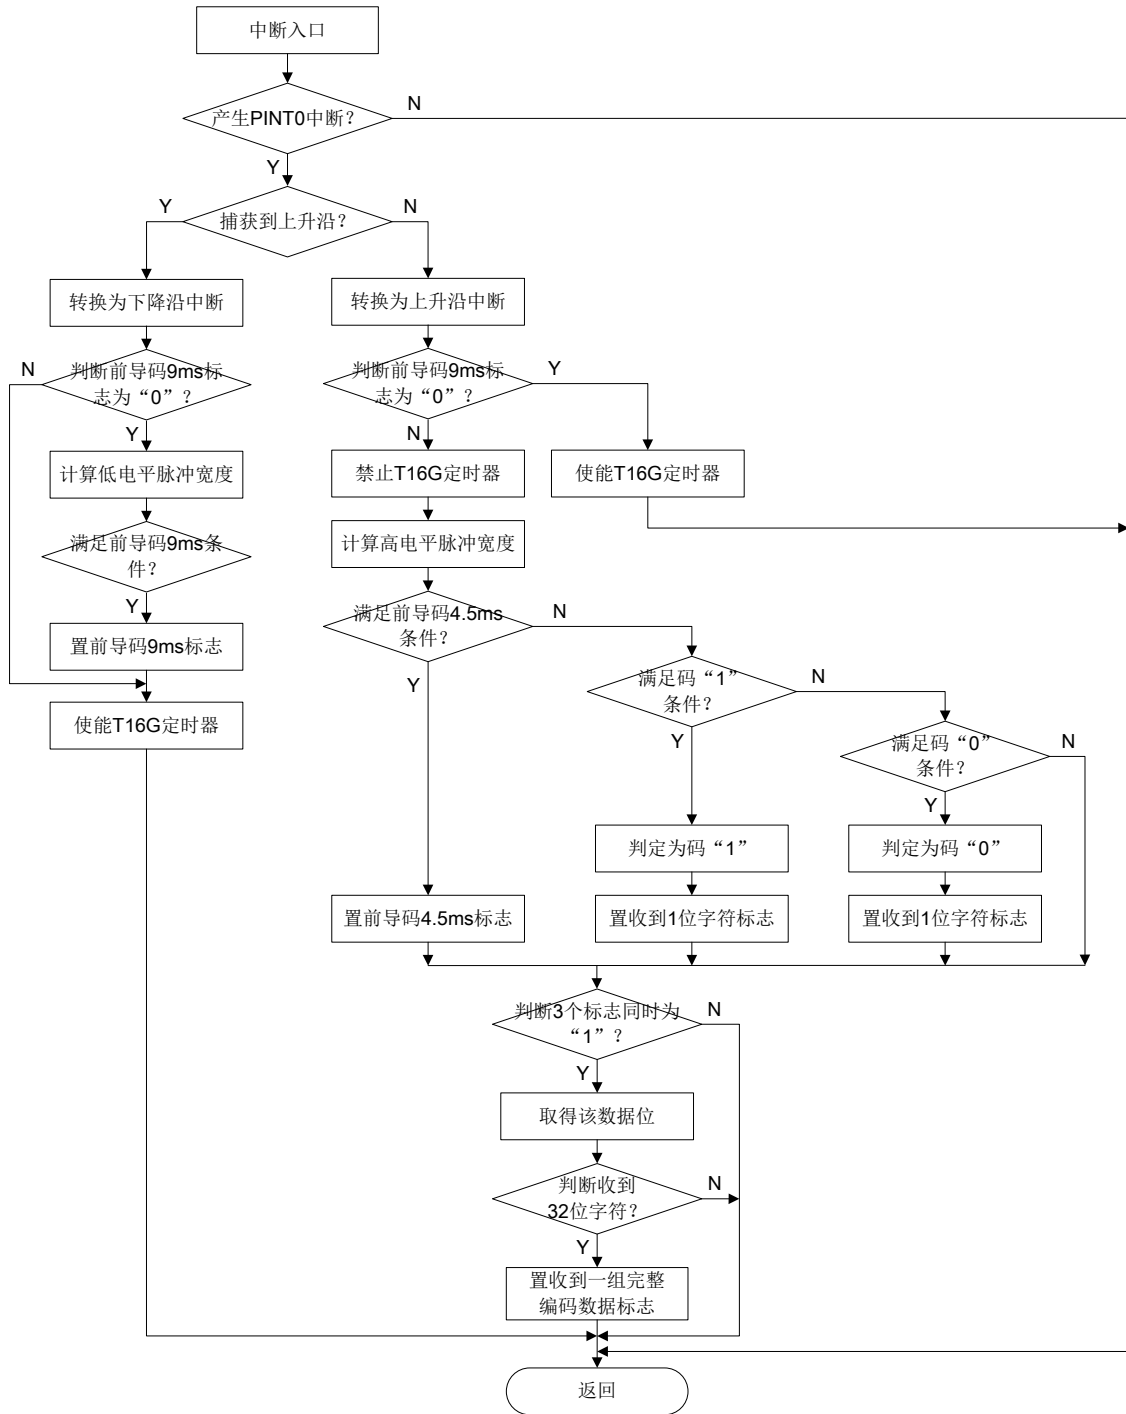 中断入口
产生PINT0中断？
N
Y
捕获到上升沿？
Y
N
转换为下降沿中断
转换为上升沿中断
判断前导码9ms标
志为“0”？
N
Y
判断前导码9ms标
志为“0”？
Y
N
计算低电平脉冲宽度
禁止T16G定时器
使能T16G定时器
满足前导码9ms条
件？
Y
计算高电平脉冲宽度
置前导码9ms标志
满足前导码4.5ms
条件？
N
Y
使能T16G定时器
满足码“1”
条件？
N
Y
满足码“0”
条件？
N
Y
判定为码“1”
判定为码“0”
置前导码4.5ms标志
置收到1位字符标志
置收到1位字符标志
判断3个标志同时为
“1”？
N
Y
取得该数据位
判断收到
32位字符？
N
Y
置收到一组完整
编码数据标志
返回